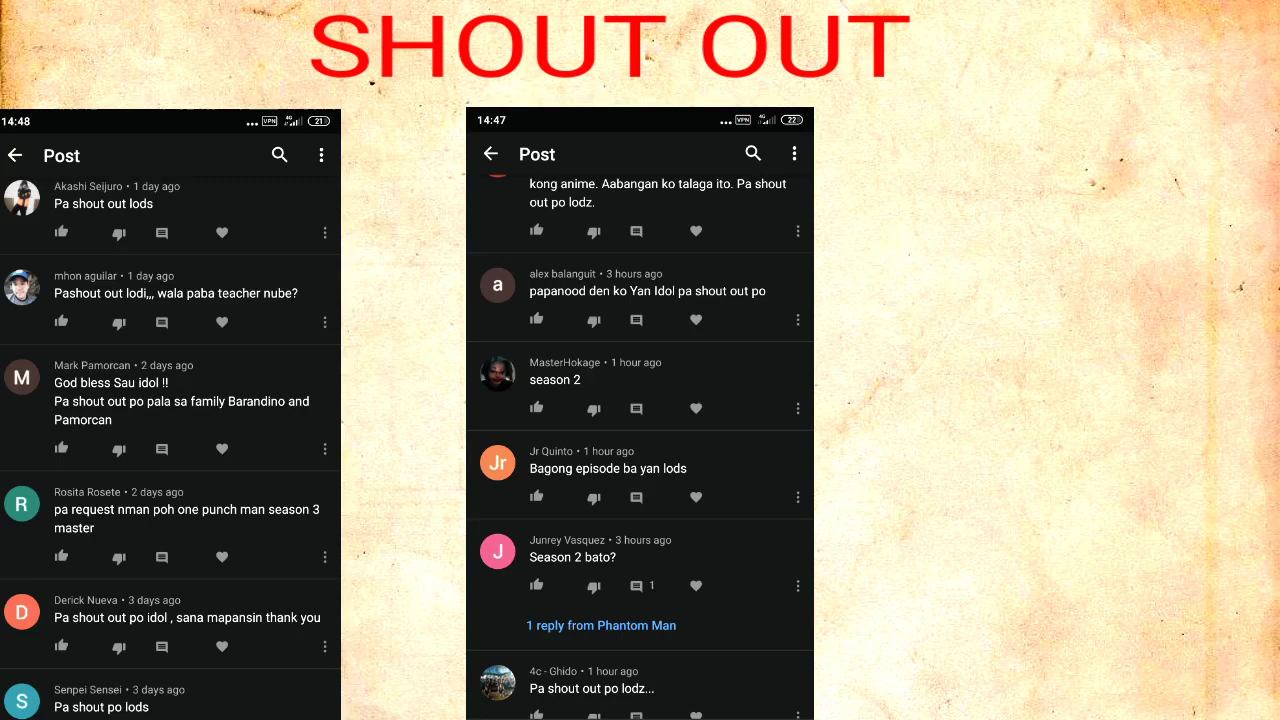 SHOUT OUT
14:48
VPN
4G
21
Post
Akashi Seijuro • 1 day ago
Pa shout out lods
mhon aguilar • 1 day ago
Pashout out lodi,,, wala paba teacher nube?
M
Mark Pamorcan • 2 days ago
God bless Sau idol !!
Pa shout out po pala sa family Barandino and
Pamorcan
R
Rosita Rosete • 2 days ago
pa request nman poh one punch man season 3
master
D
Derick Nueva • 3 days ago
Pa shout out po idol , sana mapansin thank you
S
Senpei Sensei • 3 days ago
Pa shout po lods
14:47
VPN
4G
22
Post
kong anime. Aabangan ko talaga ito. Pa shout
out po lodz.
a
alex balanguit • 3 hours ago
papanood den ko Yan Idol pa shout out po
MasterHokage • 1 hour ago
season 2
Jr
Jr Quinto • 1 hour ago
Bagong episode ba yan lods
J
Junrey Vasquez • 3 hours ago
Season 2 bato?
1
1 reply from Phantom Man
4c - Ghido • 1 hour ago
Pa shout out po lodz...